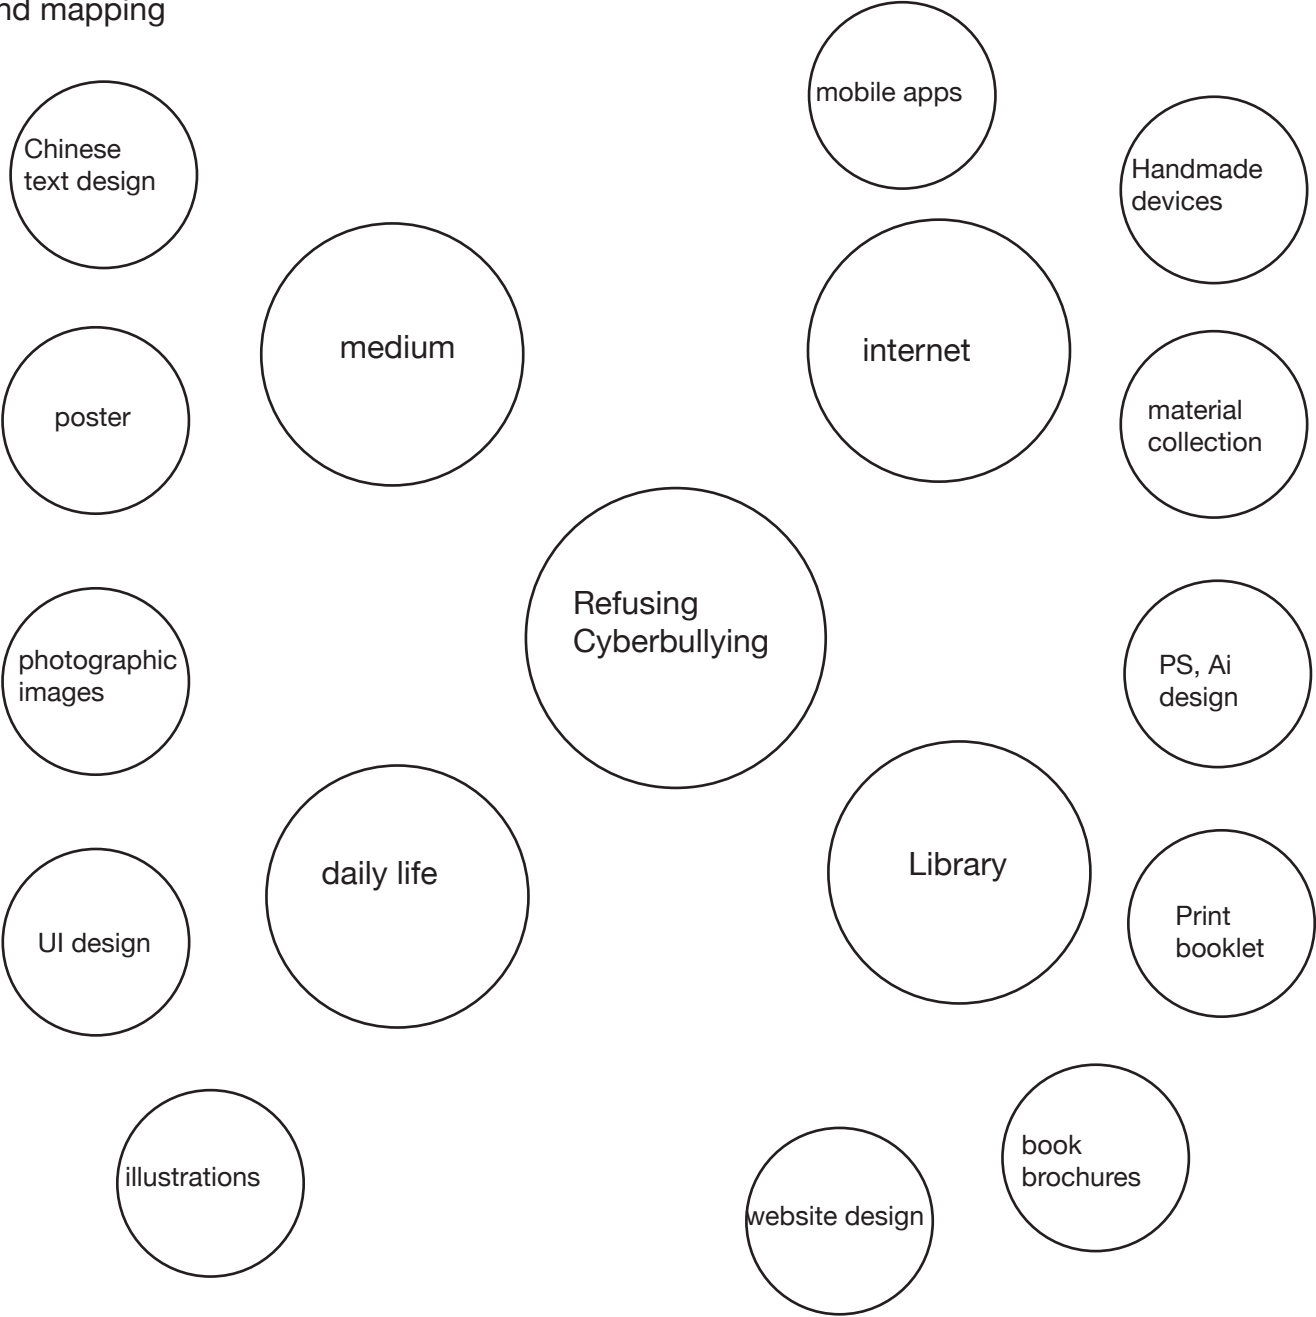 nd mapping
mobile apps
Chinese
text design
Handmade
devices
medium
internet
poster
material
collection
Refusing
Cyberbullying
photographic
images
PS, Ai
design
daily life
Library
UI design
Print
booklet
illustrations
book
brochures
website design